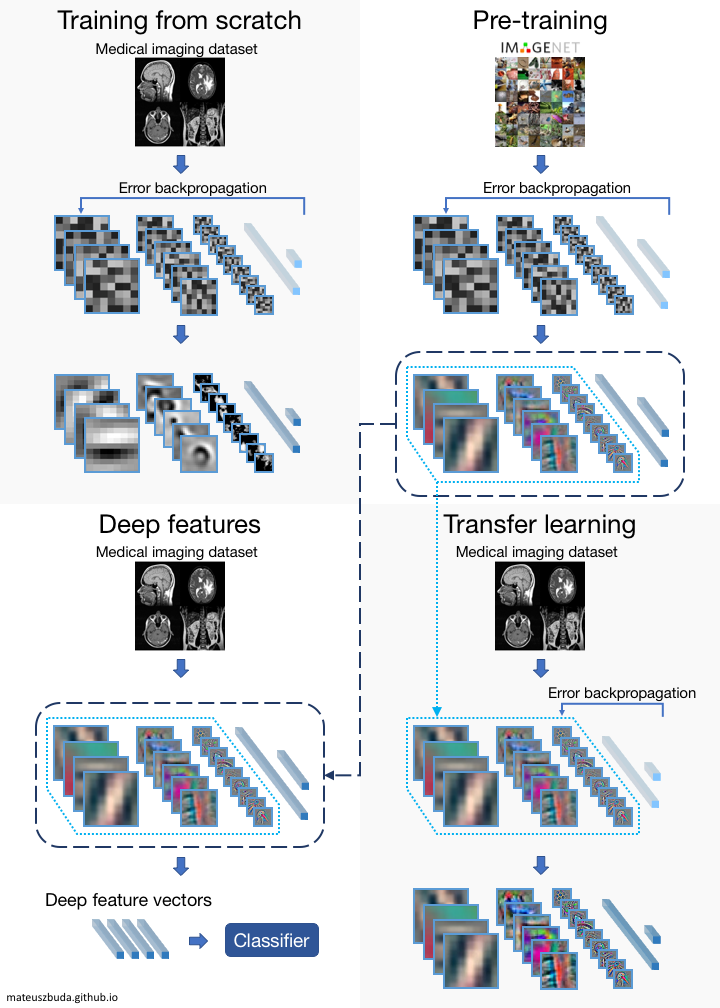 Training from scratch
Medical imaging dataset
Error backpropagation
Pre-training
IMAGENET
Error backpropagation
Deep features
Medical imaging dataset
Deep feature vectors
Classifier
Transfer learning
Medical imaging dataset
Error backpropagation
mateuszbuda.github.io